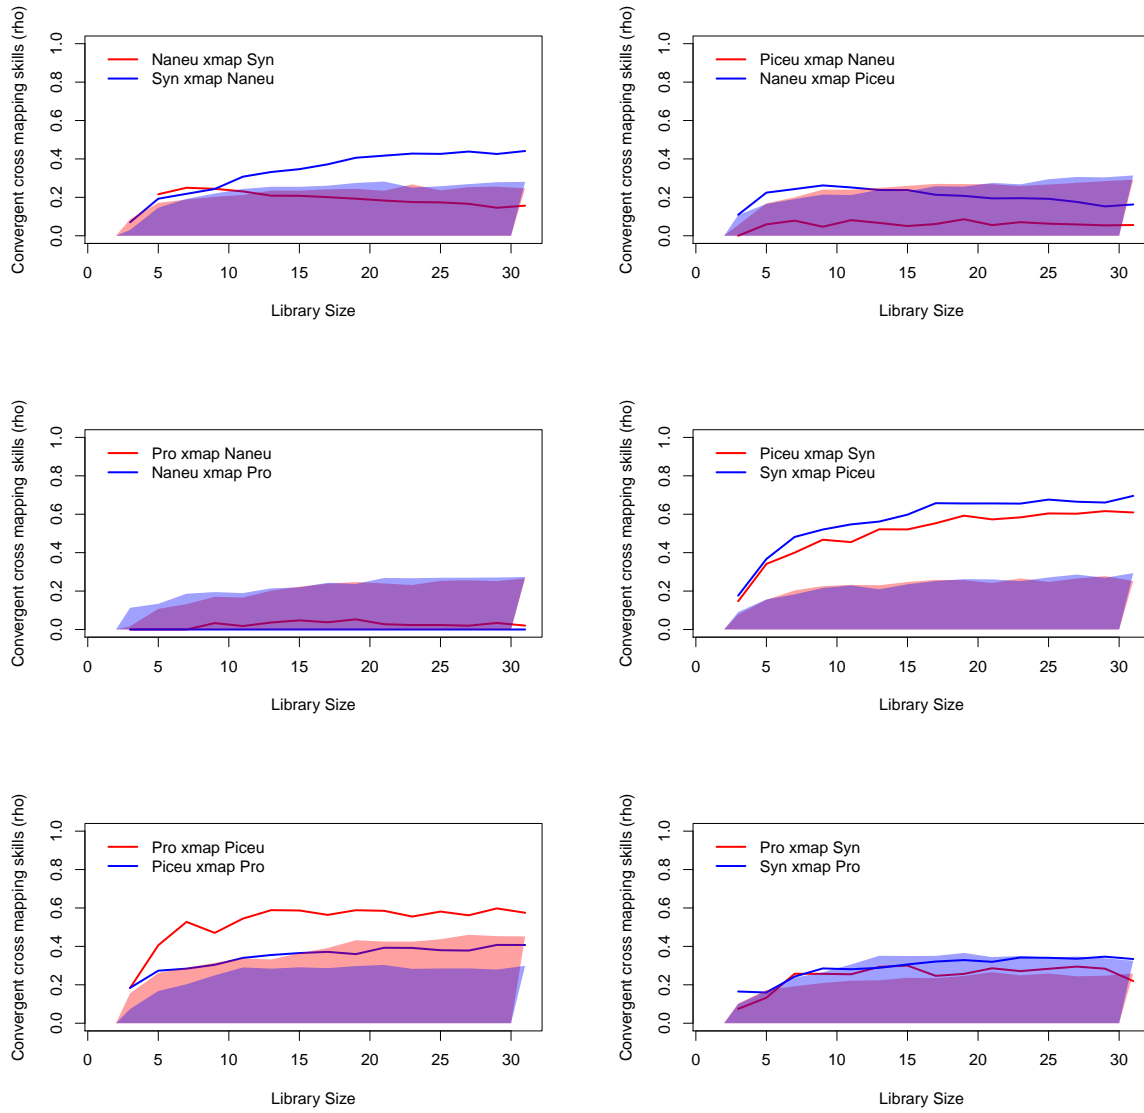 Convergent cross mapping skills (rho)
1.0
0.8
0.6
0.4
0.2
0.0
Naneu xmap Syn
Syn xmap Naneu
0 5 10 15 20 25 30
Library Size
Convergent cross mapping skills (rho)
1.0
0.8
0.6
0.4
0.2
0.0
Piceu xmap Naneu
Naneu xmap Piceu
0 5 10 15 20 25 30
Library Size
Convergent cross mapping skills (rho)
1.0
0.8
0.6
0.4
0.2
0.0
Pro xmap Naneu
Naneu xmap Pro
0 5 10 15 20 25 30
Library Size
Convergent cross mapping skills (rho)
1.0
0.8
0.6
0.4
0.2
0.0
Piceu xmap Syn
Syn xmap Piceu
0 5 10 15 20 25 30
Library Size
Convergent cross mapping skills (rho)
1.0
0.8
0.6
0.4
0.2
0.0
Pro xmap Piceu
Piceu xmap Pro
0 5 10 15 20 25 30
Library Size
Convergent cross mapping skills (rho)
1.0
0.8
0.6
0.4
0.2
0.0
Pro xmap Syn
Syn xmap Pro
0 5 10 15 20 25 30
Library Size